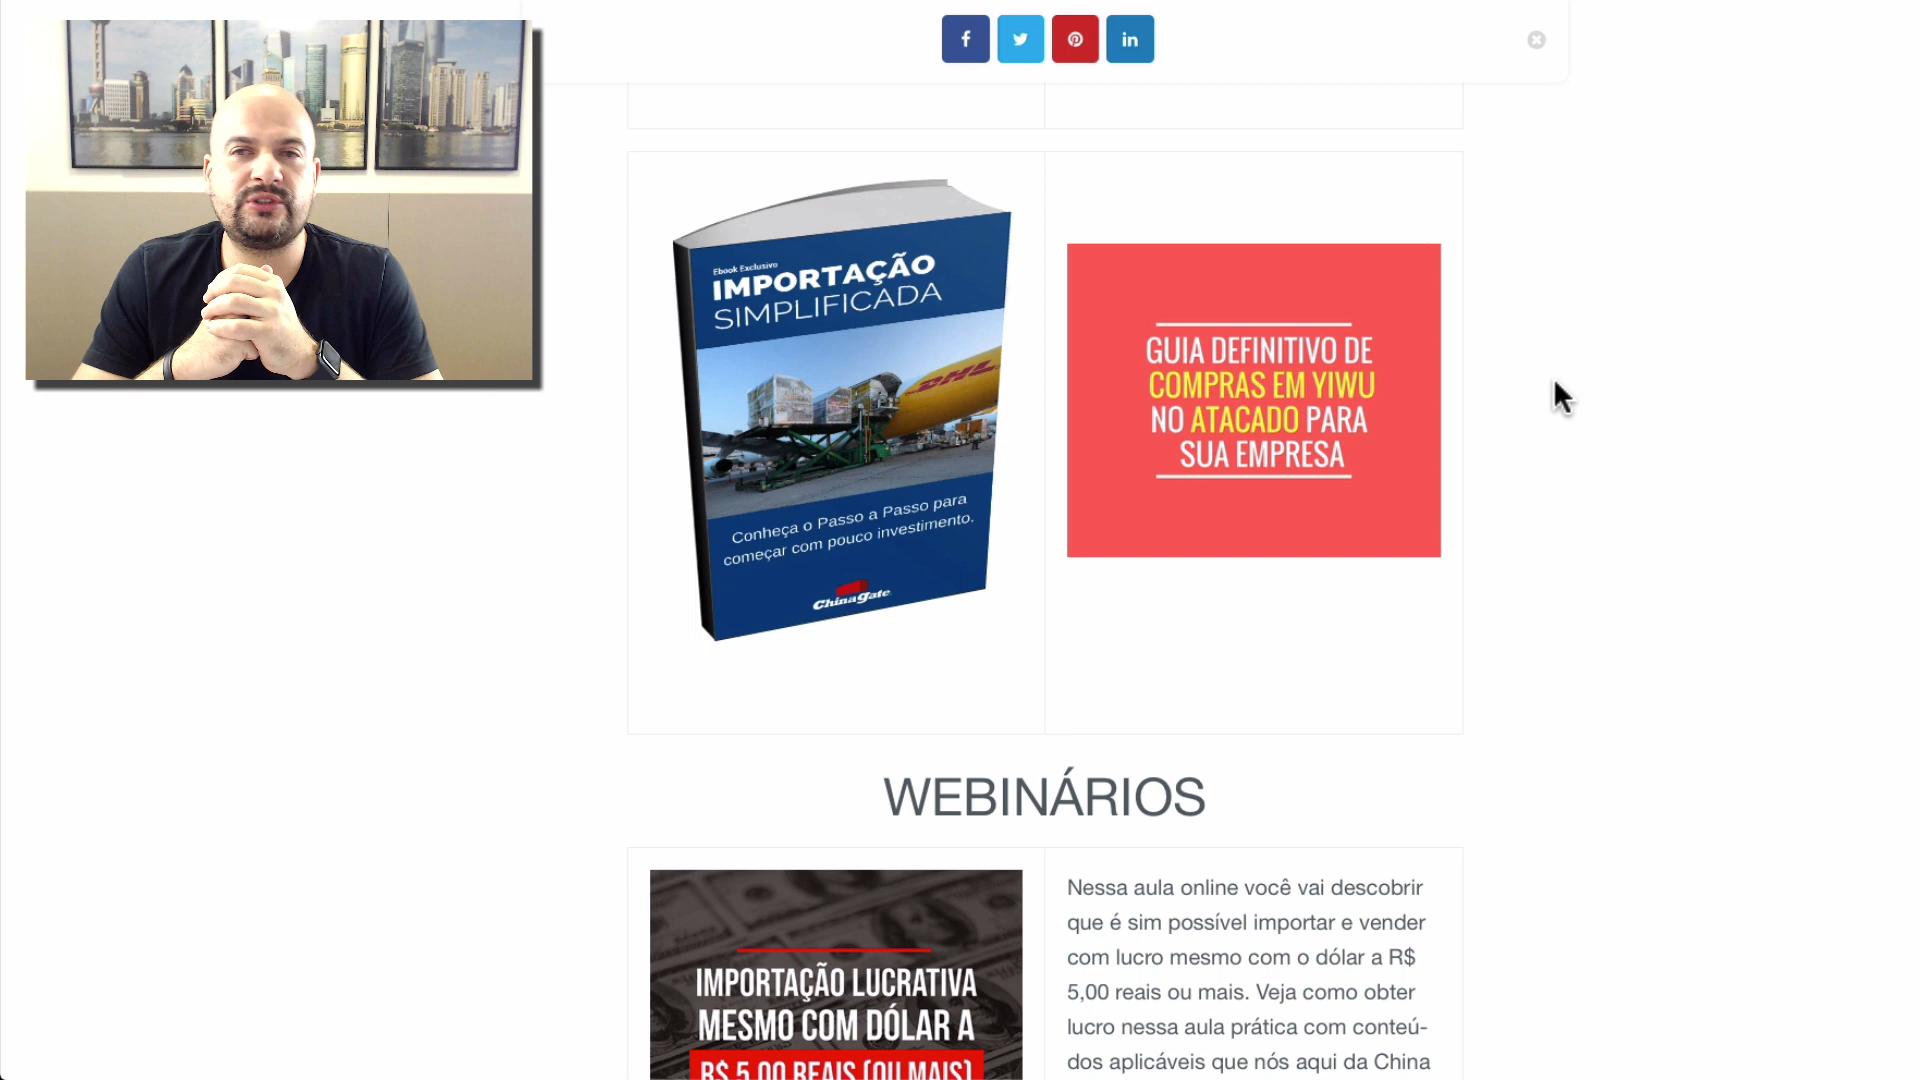 Ebook Exclusivo
IMPORTAÇÃO
SIMPLIFICADA
DHL
Conheça o Passo a Passo para
começar com pouco investimento.
Chinagate
GUIA DEFINITIVO DE
COMPRAS EM YIWU
NO ATACADO PARA
SUA EMPRESA
WEBINÁRIOS
IMPORTAÇÃO LUCRATIVA
MESMO COM DÓLAR A
R$ 5,00 REAIS (OU MAIS)
Nessa aula online você vai descobrir
que é sim possível importar e vender
com lucro mesmo com o dólar a R$
5,00 reais ou mais. Veja como obter
lucro nessa aula prática com conteú-
dos aplicáveis que nós aqui da China